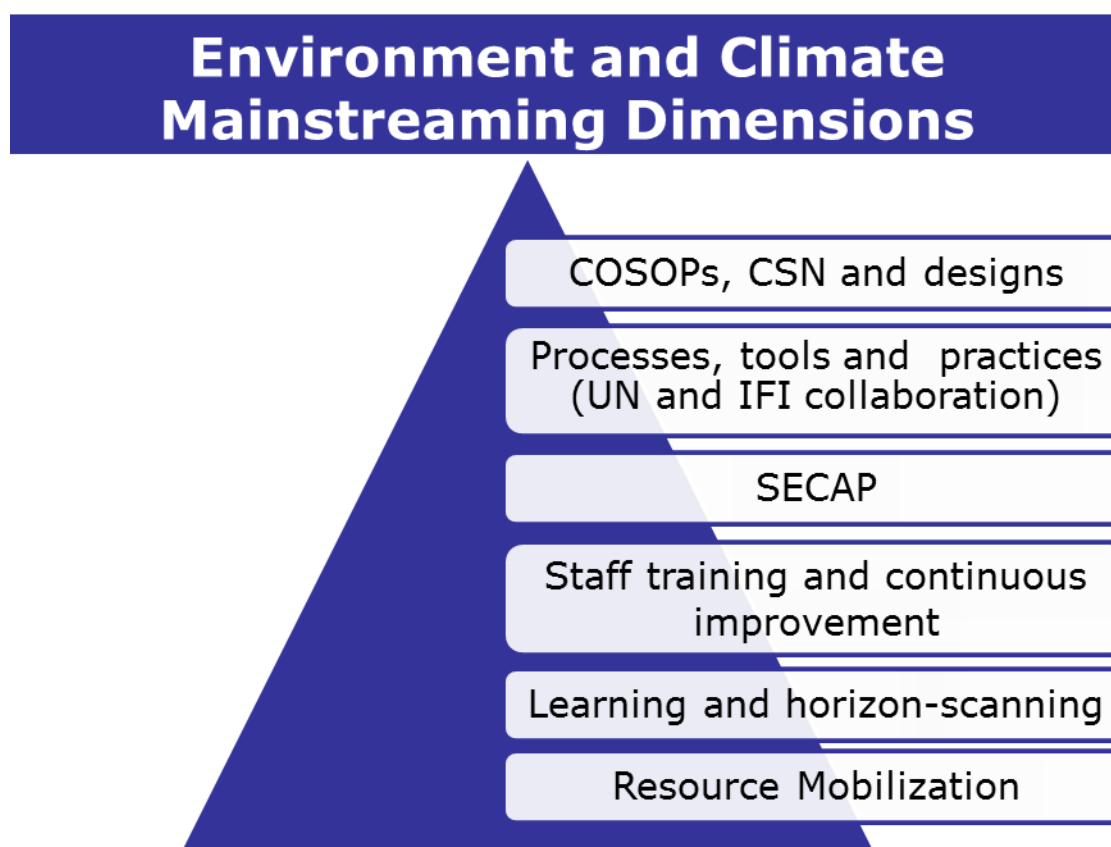 Environment and Climate
Mainstreaming Dimensions
COSOPs, CSN and designs
Processes, tools and practices
(UN and IFI collaboration)
SECAP
Staff training and continuous
improvement
Learning and horizon-scanning
Resource Mobilization